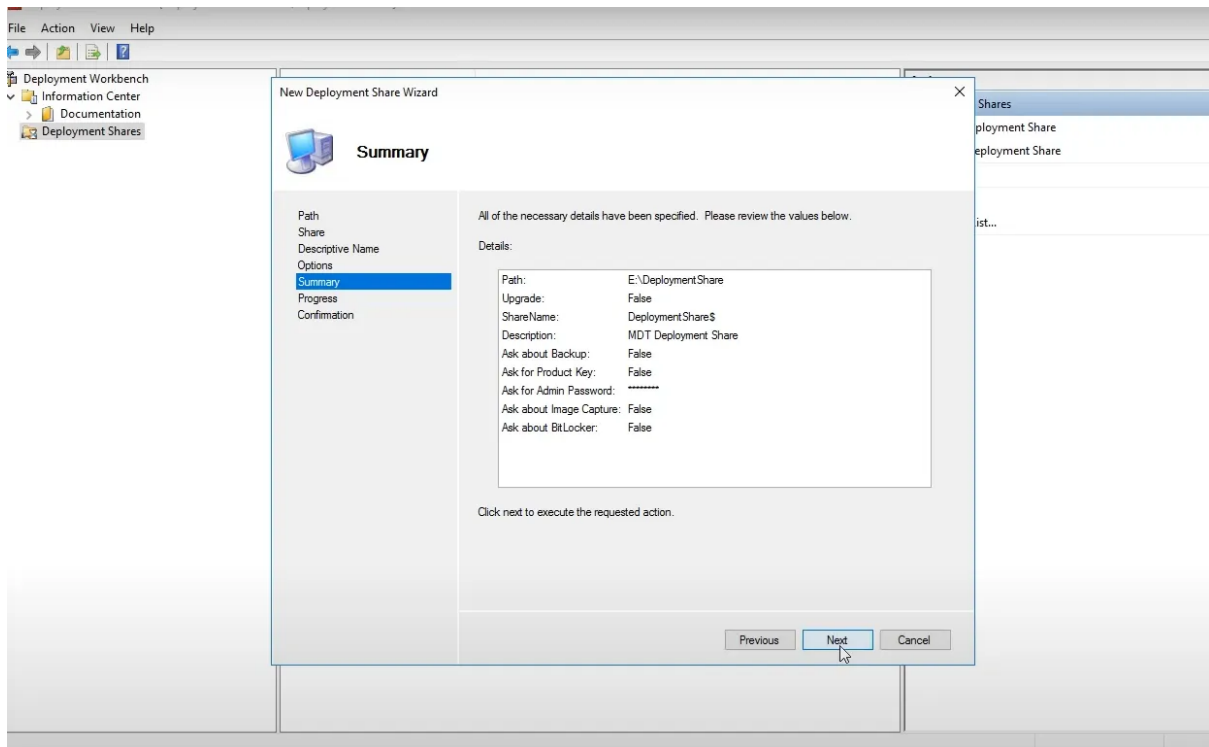 File Action View Help
Deployment Workbench
Information Center
Documentation
Deployment Shares
New Deployment Share Wizard
Summary
Path
Share
Descriptive Name
Options
Summary
Progress
Confirmation
All of the necessary details have been specified. Please review the values below.
Details:
Path: E:\DeploymentShare
Upgrade: False
ShareName: DeploymentShare$
Description: MDT Deployment Share
Ask about Backup: False
Ask for Product Key: False
Ask for Admin Password: ********
Ask about Image Capture: False
Ask about BitLocker: False
Click next to execute the requested action.
Previous Next Cancel
Shares
ployment Share
eployment Share
ist...